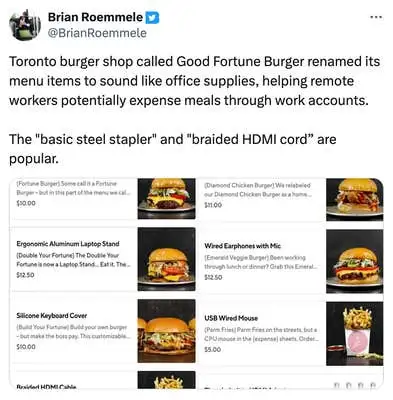 Brian Roemmele
@BrianRoemmele
Toronto burger shop called Good Fortune Burger renamed its
menu items to sound like office supplies, helping remote
workers potentially expense meals through work accounts.
The "basic steel stapler" and "braided HDMI cord” are
popular.
(Fortune Burger) Some call it a Fortune
Burger - but in this part of the menu we cal...
$10.00
(Diamond Chicken Burger) We relabeled
our Diamond Chicken Burger as a home...
$11.00
Ergonomic Aluminum Laptop Stand
(Double Your Fortune) The Double Your
Fortune is now a Laptop Stand... Eat it. The...
$12.50
Wired Earphones with Mic
(Emerald Veggie Burger) Been working
through lunch or dinner? Grab this Emeral...
$12.50
Silicone Keyboard Cover
(Build Your Fortune) Build your own burger
- but make the boss pay. This customizable...
$10.00
USB Wired Mouse
(Parm Fries) Parm Fries on the streets, but a
CPU mouse in the (expense) sheets. Order...
$5.00
Braided HDMI Cable